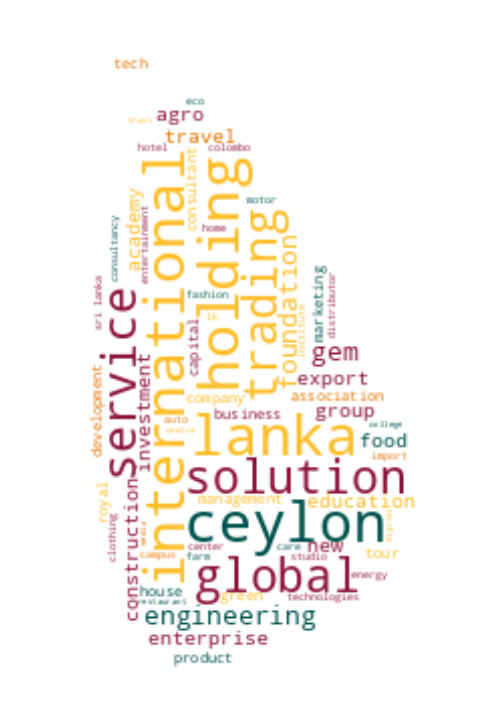 tech
eco
agro
travel
hotel
colombo
consultant
international
holding
academy
entertainment
consultancy
motor
home
trading
foundation
sri lanka
service
fashion
lk
capital
marketing
distributor
institute
gem
export
investment
development
company
association
auto
business
group
lanka
college
food
import
solution
royal
construction
management
education
ceylon
clothing
media
center
care
new
campus
farm
studio
tour
global
energy
house
green
technologies
restaurant
engineering
enterprise
product